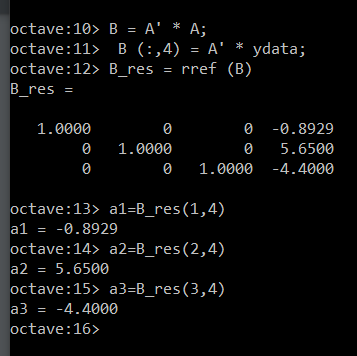 octave:10> B = A' * A;
octave:11>  B (:,4) = A' * ydata;
octave:12> B_res = rref (B)
B_res =
1.0000 0 0 -0.8929
0 1.0000 0 5.6500
0 0 1.0000 -4.4000
octave:13> a1=B_res(1,4)
a1 = -0.8929
octave:14> a2=B_res(2,4)
a2 = 5.6500
octave:15> a3=B_res(3,4)
a3 = -4.4000
octave:16>